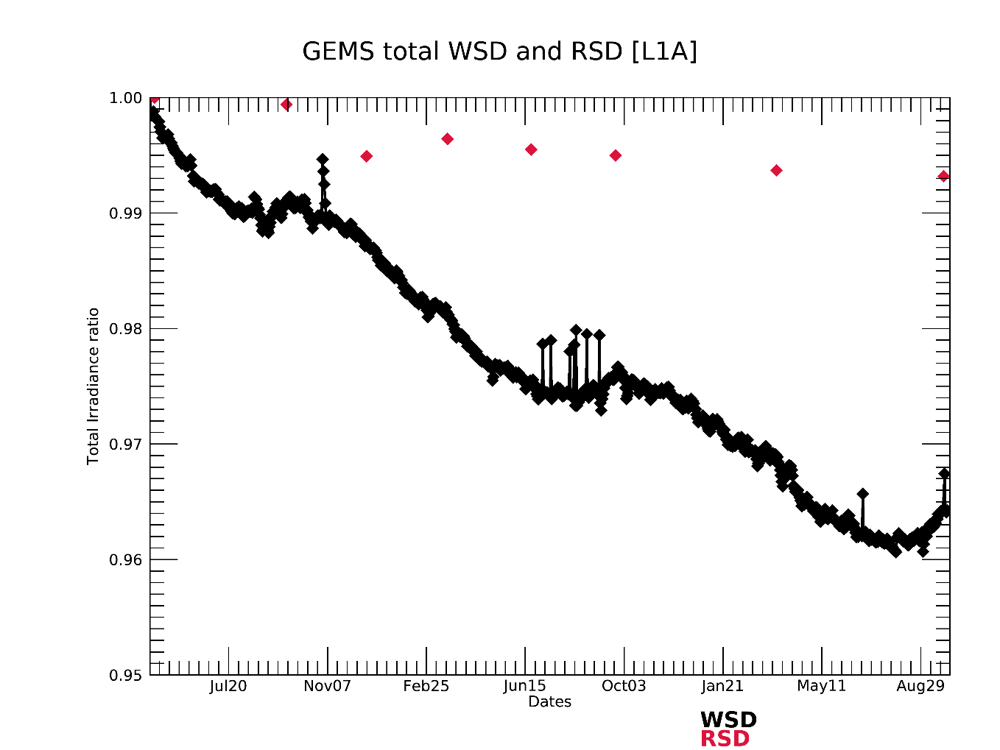 GEMS total WSD and RSD [L1A]
1.00
0.99
0.98
0.97
0.96
0.95
Total Irradiance ratio
Jul20 Nov07 Feb25 Jun15 Oct03 Jan21 May11 Aug29
Dates
WSD
RSD